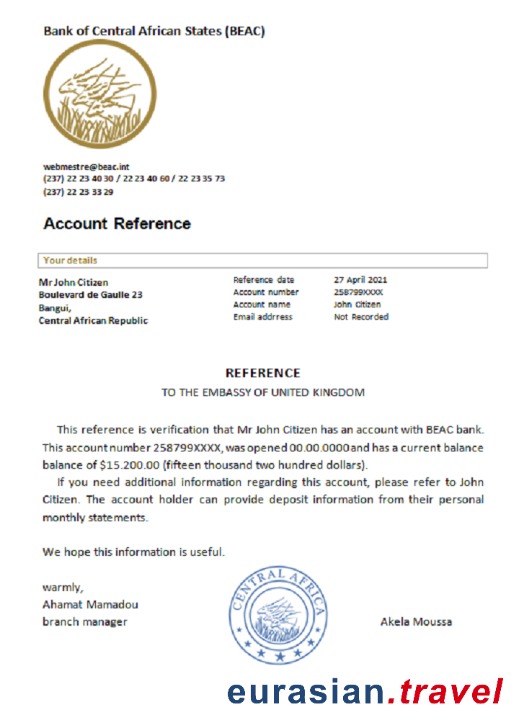 Bank of Central African States (BEAC)
webmestre@beac.int
(237) 22 23 40 30 / 22 23 40 60 / 22 23 35 73
(237) 22 23 33 29
Account Reference
Your details
Mr John Citizen
Boulevard de Gaulle 23
Bangui,
Central African Republic
Reference date 27 April 2021
Account number 258799XXXX
Account name John Citizen
Email addrress Not Recorded
REFERENCE
TO THE EMBASSY OF UNITED KINGDOM
This reference is verification that Mr John Citizen has an account with BEAC bank.
This account number 258799XXXX, was opened 00.00.0000 and has a current balance
balance of $15.200.00 (fifteen thousand two hundred dollars).
If you need additional information regarding this account, please refer to John
Citizen. The account holder can provide deposit information from their personal
monthly statements.
We hope this information is useful.
warmly,
Ahamat Mamadou
branch manager
CENTRAL AFRICA
Akela Moussa
eurasian.travel